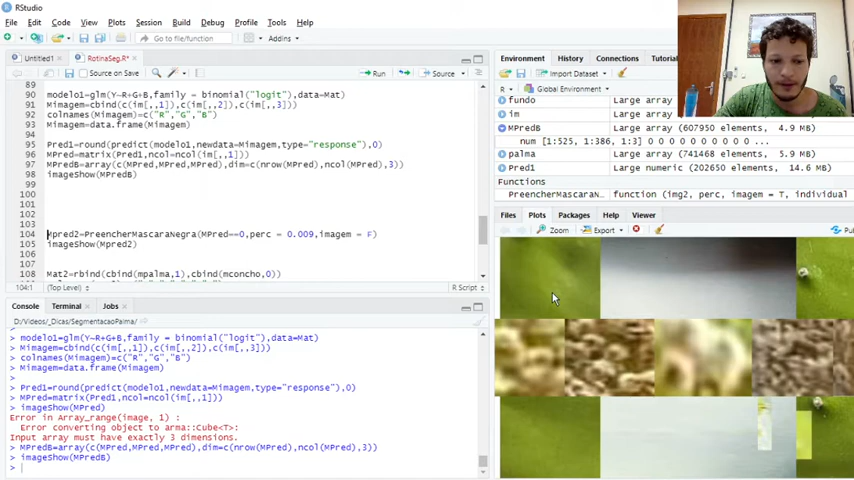 RStudio
File Edit Code View Plots Session Build Debug Profile Tools Help
Go to file/function Addins
Untitled1 RotinaSeg.R*
Source on Save Run Source
89
90 modelo1=glm(Y~R+G+B,family = binomial("logit"),data=Mat)
91 Mimagem=cbind(c(im[,,1]),c(im[,,2]),c(im[,,3]))
92 colnames(Mimagem)=c("R","G","B")
93 Mimagem=data.frame(Mimagem)
94
95 Pred1=round(predict(modelo1,newdata=Mimagem,type="response"),0)
96 MPred=matrix(Pred1,ncol=ncol(im[,,1]))
97 MPredB=array(c(MPred,MPred,MPred),dim=c(nrow(MPred),ncol(MPred),3))
98 imageShow(MPredB)
99
100
101
102
103
104 Mpred2=PreencherMascaraNegra(MPred==0,perc = 0.009,imagem = F)
105 imageShow(Mpred2)
106
107
108 Mat2=rbind(cbind(mpalma,1),cbind(mconcho,0))
104:1 (Top Level) R Script
Console Terminal Jobs
D:/Videos/_Dicas/SegmentacaoPalma/
> modelo1=glm(Y~R+G+B,family = binomial("logit"),data=Mat)
> Mimagem=cbind(c(im[,,1]),c(im[,,2]),c(im[,,3]))
> colnames(Mimagem)=c("R","G","B")
> Mimagem=data.frame(Mimagem)
>
> Pred1=round(predict(modelo1,newdata=Mimagem,type="response"),0)
> MPred=matrix(Pred1,ncol=ncol(im[,,1]))
> imageShow(MPred)
Error in Array_range(image, 1) :
Error converting object to arma::Cube<T>:
Input array must have exactly 3 dimensions.
> MPredB=array(c(MPred,MPred,MPred),dim=c(nrow(MPred),ncol(MPred),3))
> imageShow(MPredB)
>
Environment History Connections Tutorial
Import Dataset
R Global Environment
fundo Large array
im Large array
MPredB Large array (607950 elements, 4.9 MB)
num [1:525, 1:386, 1:3] 0 0 0 0 0 0 0 ...
palma Large array (741468 elements, 5.9 MB)
Pred1 Large numeric (202650 elements, 14.6 MB)
Functions
PreencherMascaraN… function (img2, perc, imagem = T, individual
Files Plots Packages Help Viewer
Zoom Export